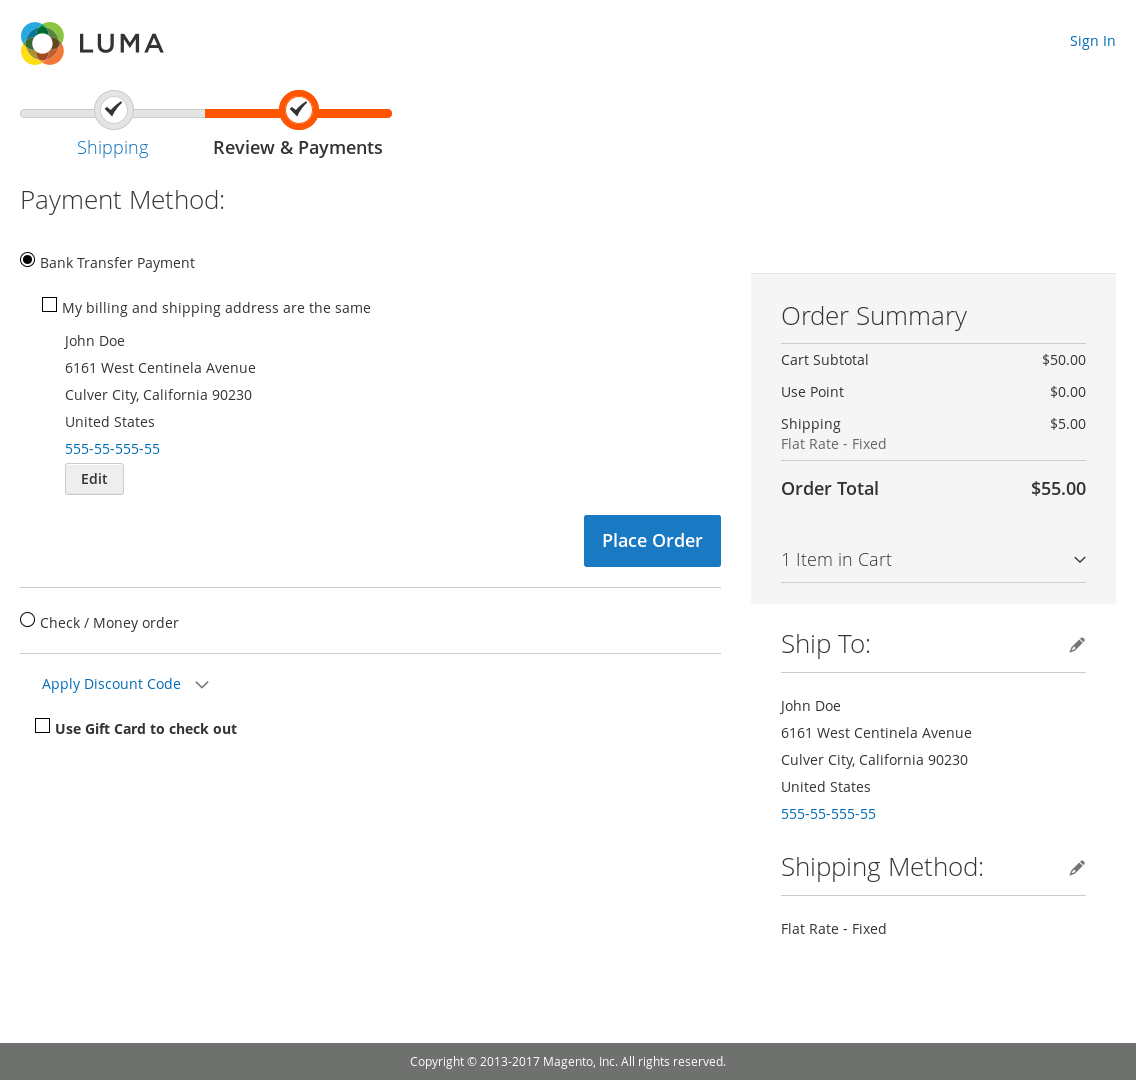 LUMA
Sign In
Shipping
Review & Payments
Payment Method:
Bank Transfer Payment
My billing and shipping address are the same
John Doe
6161 West Centinela Avenue
Culver City, California 90230
United States
555-55-555-55
Edit
Place Order
Check / Money order
Apply Discount Code
Use Gift Card to check out
Order Summary
Cart Subtotal $50.00
Use Point $0.00
Shipping $5.00
Flat Rate - Fixed
Order Total $55.00
1 Item in Cart
Ship To:
John Doe
6161 West Centinela Avenue
Culver City, California 90230
United States
555-55-555-55
Shipping Method:
Flat Rate - Fixed
Copyright © 2013-2017 Magento, Inc. All rights reserved.